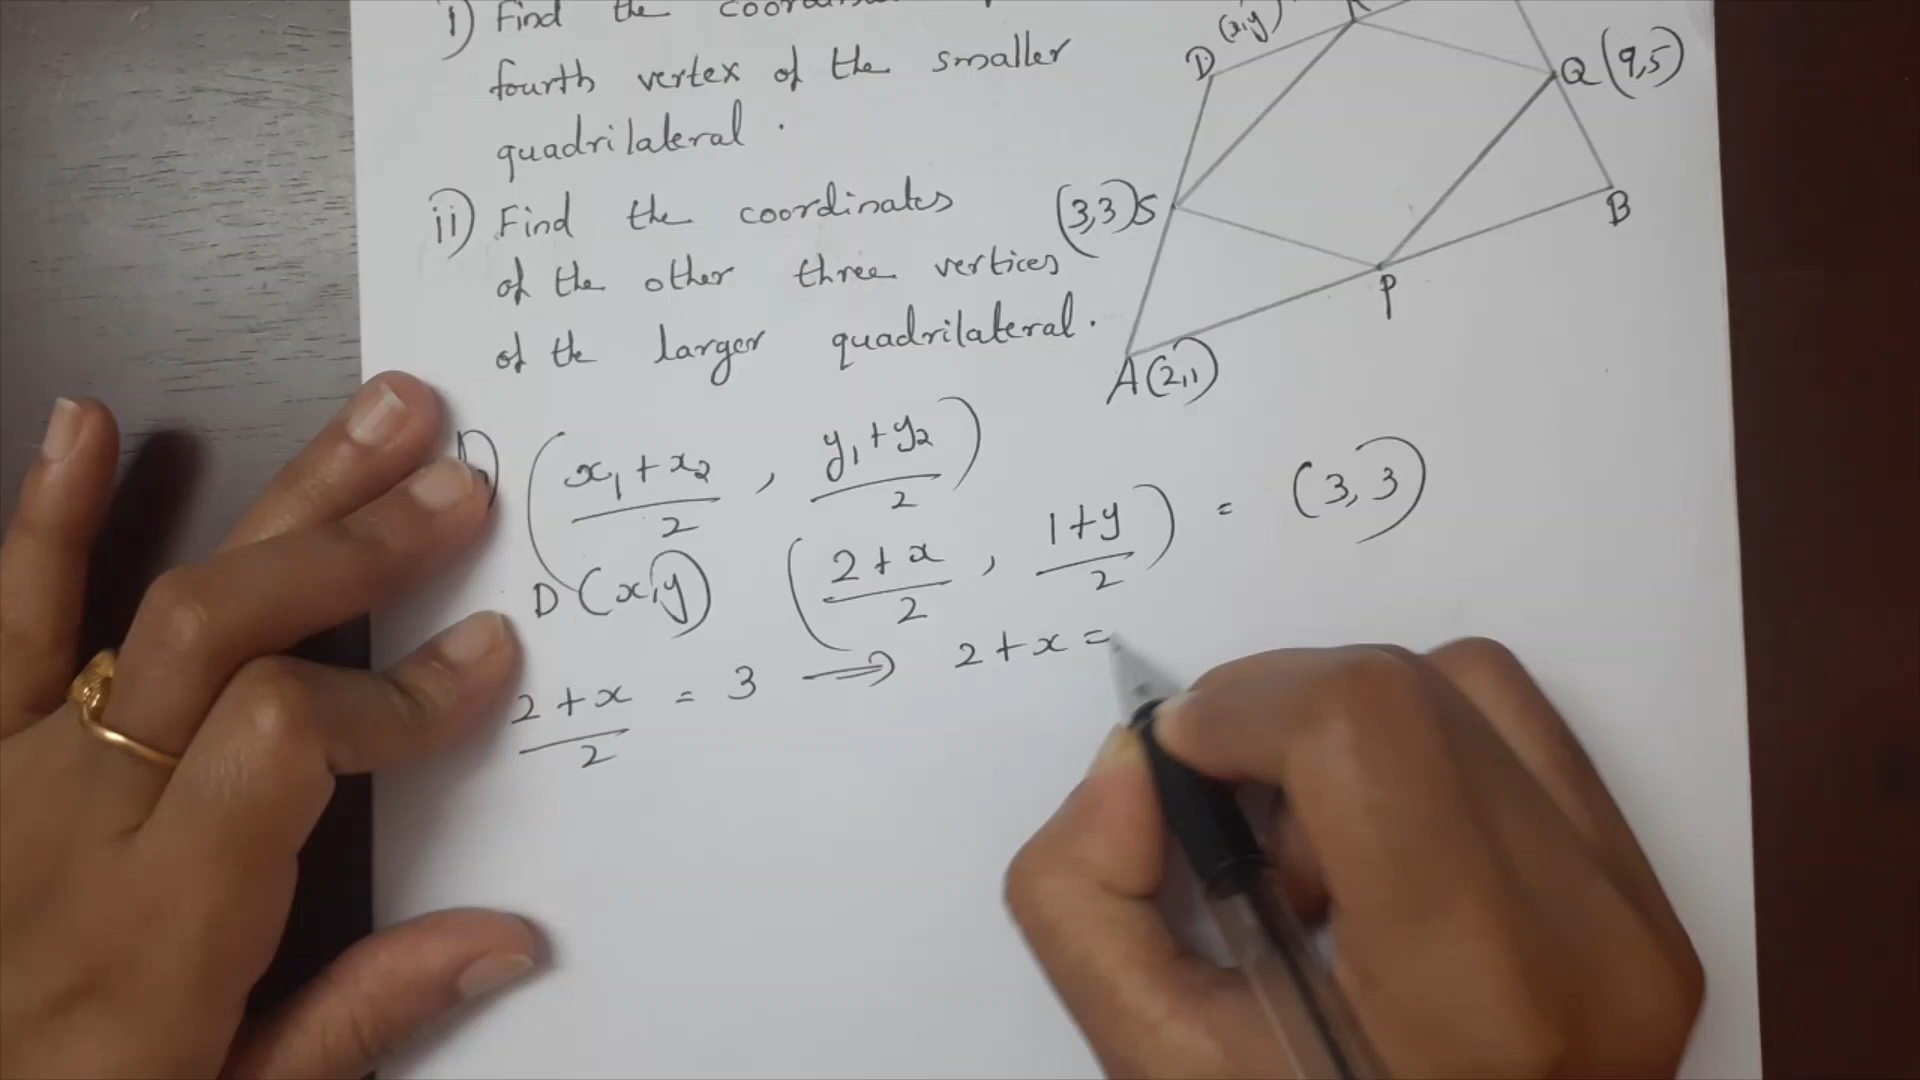 i) Find the
fourth vertex of the smaller
quadrilateral.
ii) Find the coordinates
of the other three vertices
of the larger quadrilateral.
D (x,y)
Q (9,5)
(3,3) S
B
P
A (2,1)
(x₁+x₂/2 , y₁+y₂/2)
D (x,y) (2+x/2 , 1+y/2) = (3,3)
2+x/2 = 3 ⟹ 2+x =